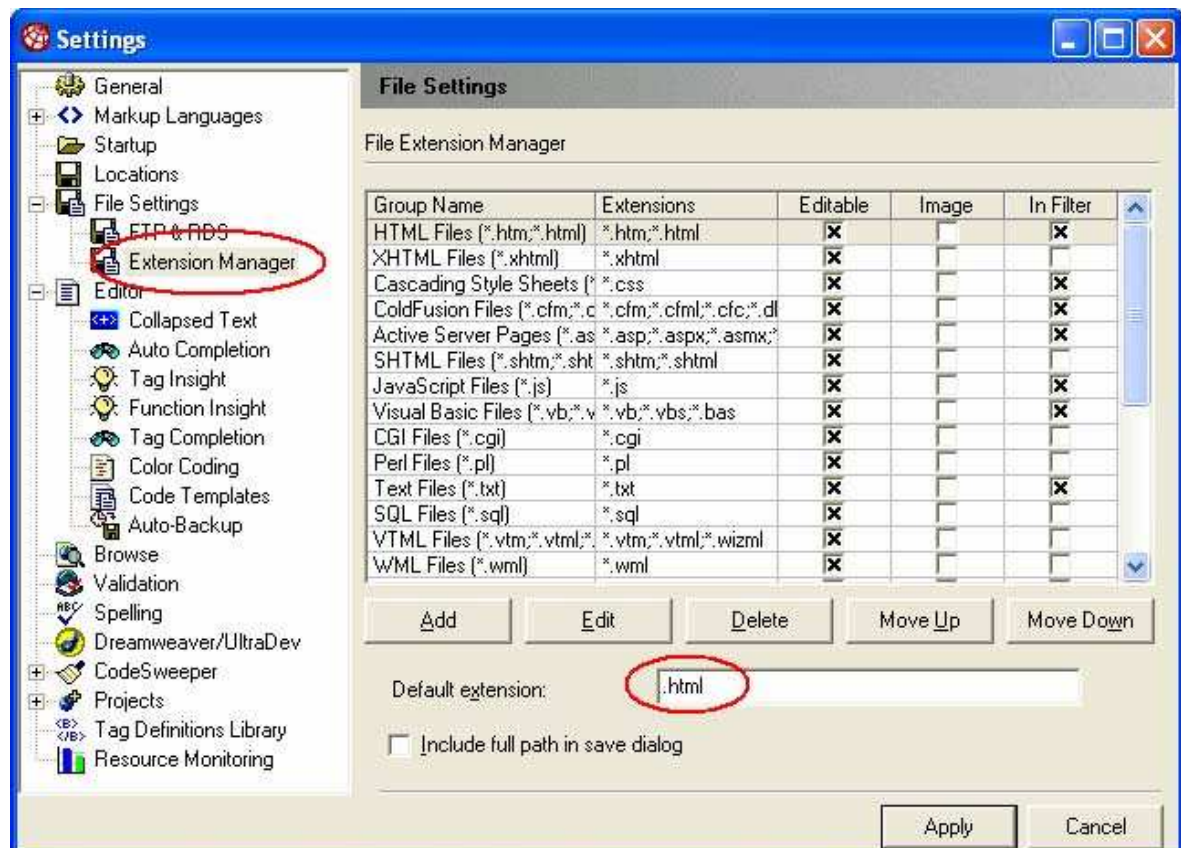 Settings
General
Markup Languages
Startup
Locations
File Settings
FTP & RDS
Extension Manager
Editor
Collapsed Text
Auto Completion
Tag Insight
Function Insight
Tag Completion
Color Coding
Code Templates
Auto-Backup
Browse
Validation
Spelling
Dreamweaver/UltraDev
CodeSweeper
Projects
Tag Definitions Library
Resource Monitoring
File Settings
File Extension Manager
Group Name Extensions Editable Image In Filter
HTML Files (*.htm;*.html) *.htm;*.html
XHTML Files (*.xhtml) *.xhtml
Cascading Style Sheets (* *.css
ColdFusion Files (*.cfm;*.c *.cfm;*.cfml;*.cfc;*.dl
Active Server Pages (*.as *.asp;*.aspx;*.asmx;*
SHTML Files (*.shtm;*.sht *.shtm;*.shtml
JavaScript Files (*.js) *.js
Visual Basic Files (*.vb;*.v *.vb;*.vbs;*.bas
CGI Files (*.cgi) *.cgi
Perl Files (*.pl) *.pl
Text Files (*.txt) *.txt
SQL Files (*.sql) *.sql
VTML Files (*.vtm;*.vtml;*. *.vtm;*.vtml;*.wizml
WML Files (*.wml) *.wml
Add Edit Delete Move Up Move Down
Default extension: .html
Include full path in save dialog
Apply Cancel